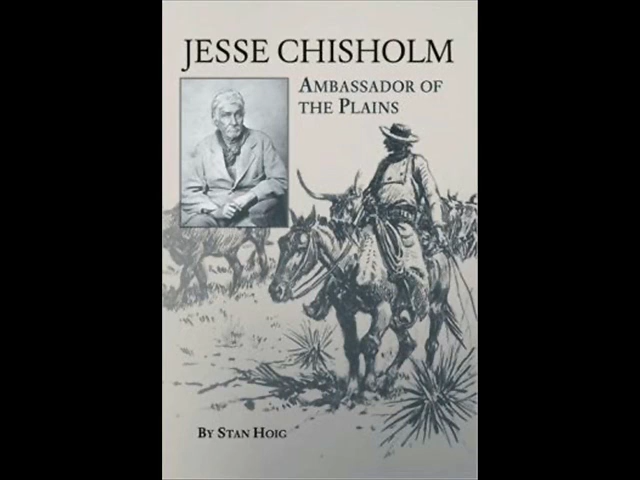 JESSE CHISHOLM
AMBASSADOR OF
THE PLAINS
BY STAN HOIG